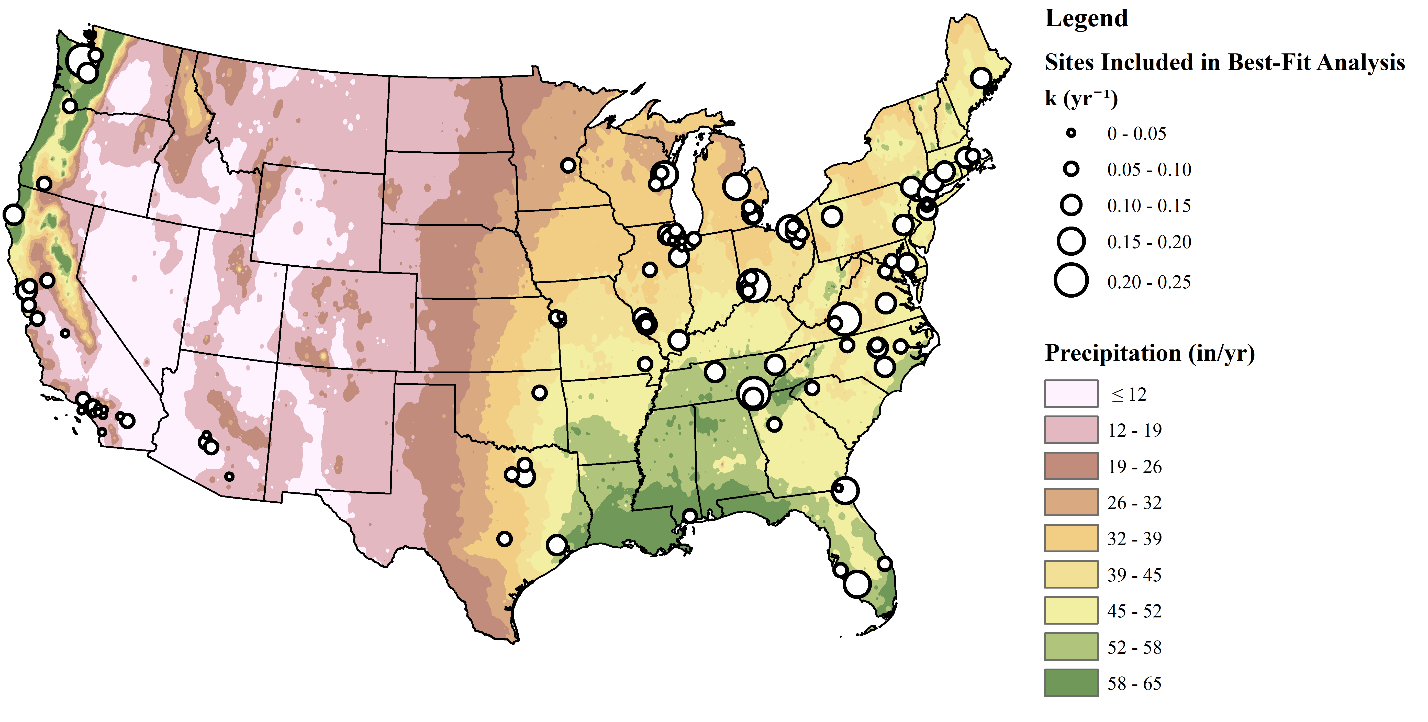 Legend
Sites Included in Best-Fit Analysis
k (yr⁻¹)
0 - 0.05
0.05 - 0.10
0.10 - 0.15
0.15 - 0.20
0.20 - 0.25
Precipitation (in/yr)
≤ 12
12 - 19
19 - 26
26 - 32
32 - 39
39 - 45
45 - 52
52 - 58
58 - 65